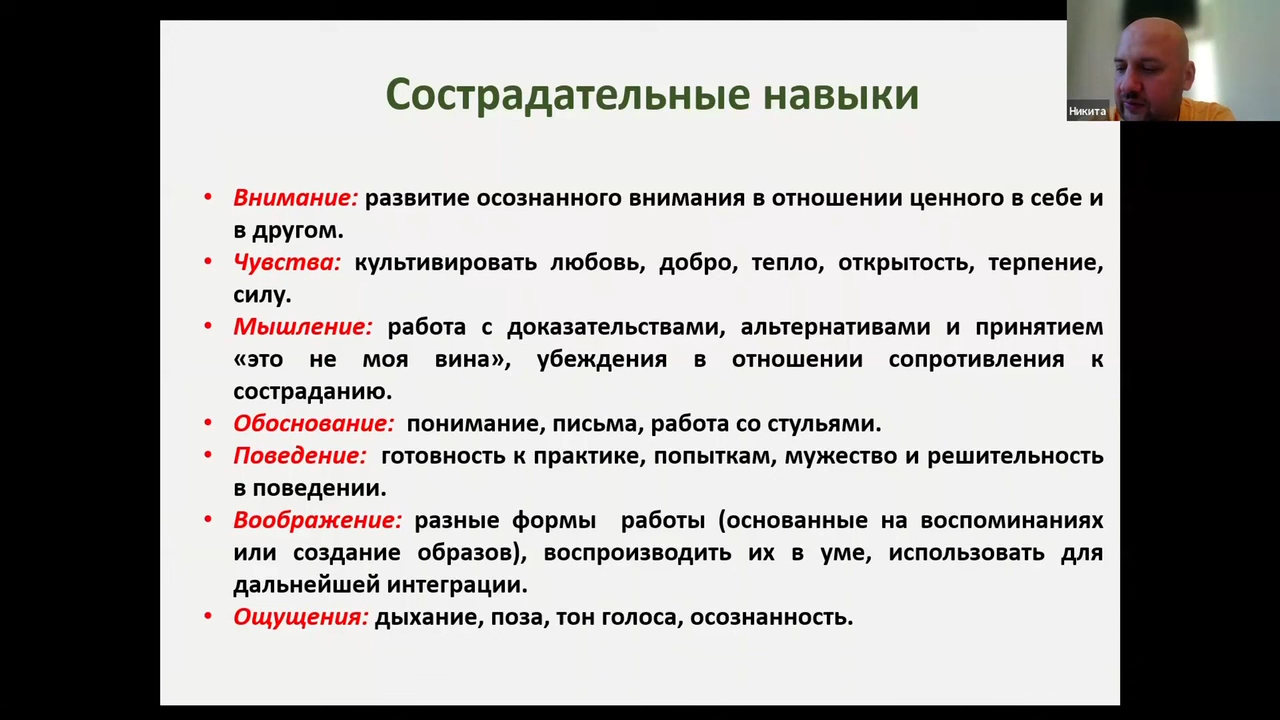 Сострадательные навыки
Никита
• Внимание: развитие осознанного внимания в отношении ценного в себе и
в другом.
• Чувства: культивировать любовь, добро, тепло, открытость, терпение,
силу.
• Мышление: работа с доказательствами, альтернативами и принятием
«это не моя вина», убеждения в отношении сопротивления к
состраданию.
• Обоснование: понимание, письма, работа со стульями.
• Поведение: готовность к практике, попыткам, мужество и решительность
в поведении.
• Воображение: разные формы работы (основанные на воспоминаниях
или создание образов), воспроизводить их в уме, использовать для
дальнейшей интеграции.
• Ощущения: дыхание, поза, тон голоса, осознанность.